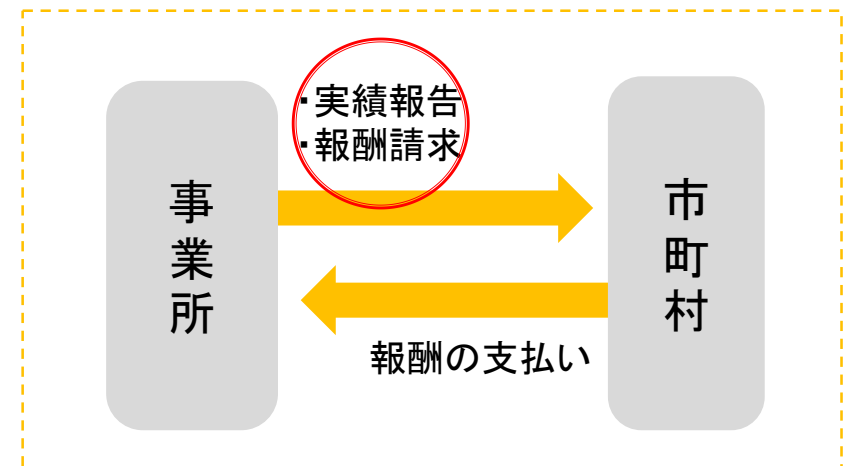 ・実績報告
・報酬請求
事業所
市町村
報酬の支払い